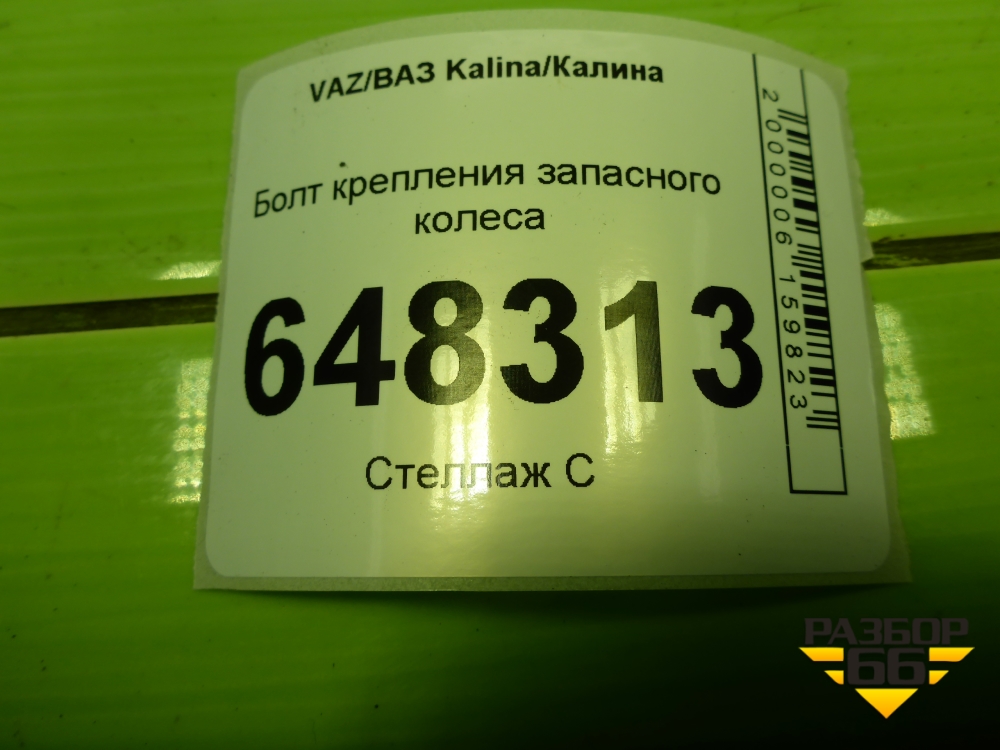 VAZ/ВАЗ Kalina/Калина
Болт крепления запасного
колеса
648313
Стеллаж С
2000006159823
РАЗБОР
66